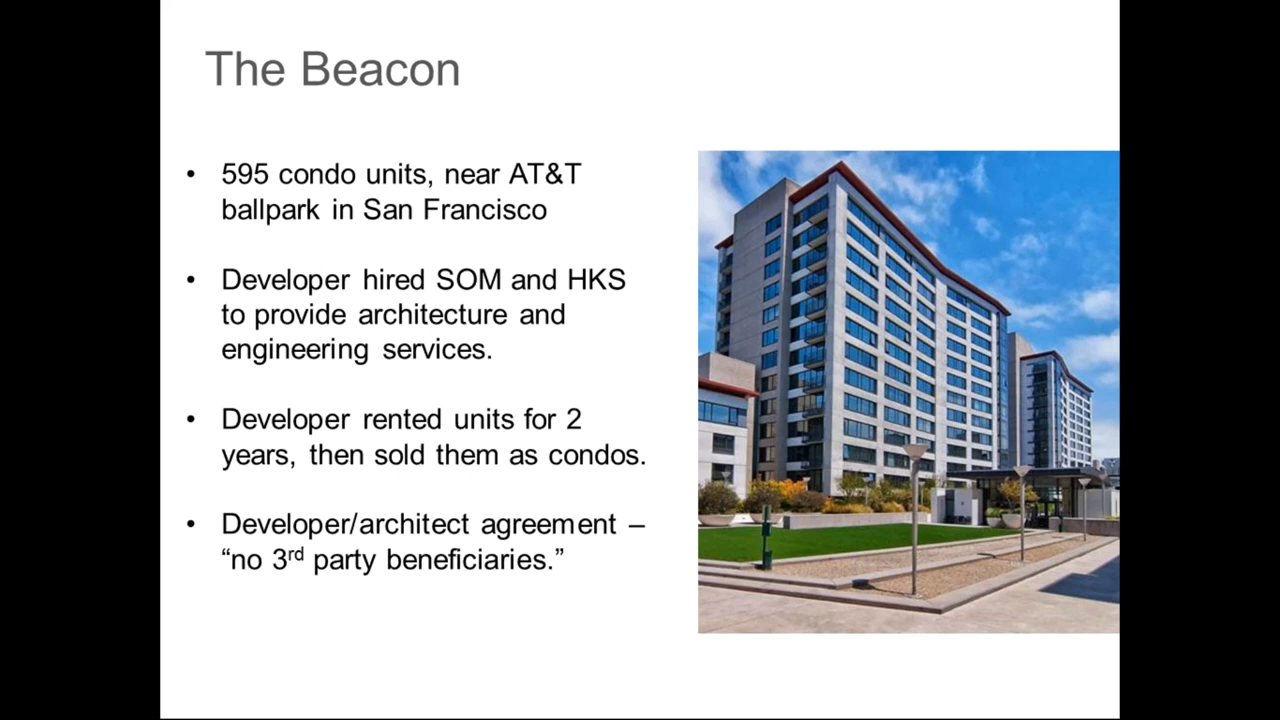 The Beacon
• 595 condo units, near AT&T
ballpark in San Francisco
• Developer hired SOM and HKS
to provide architecture and
engineering services.
• Developer rented units for 2
years, then sold them as condos.
• Developer/architect agreement –
“no 3rd party beneficiaries.”